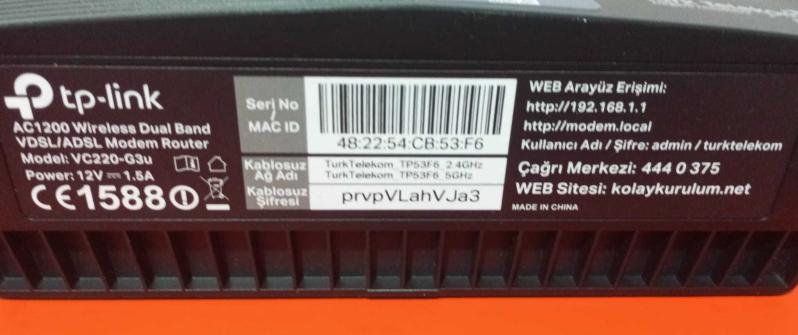 tp-link
AC1200 Wireless Dual Band
VDSL/ADSL Modem Router
Model: VC220-G3u
Power: 12V ⎓ 1.5A
CE1588
Seri No
/
MAC ID
48:22:54:CB:53:F6
Kablosuz
Ağ Adı
TurkTelekom_TP53F6_2.4GHz
TurkTelekom_TP53F6_5GHz
Kablosuz
Şifresi
prvpVLahVJa3
WEB Arayüz Erişimi:
http://192.168.1.1
http://modem.local
Kullanıcı Adı / Şifre: admin / turktelekom
Çağrı Merkezi: 444 0 375
WEB Sitesi: kolaykurulum.net
MADE IN CHINA